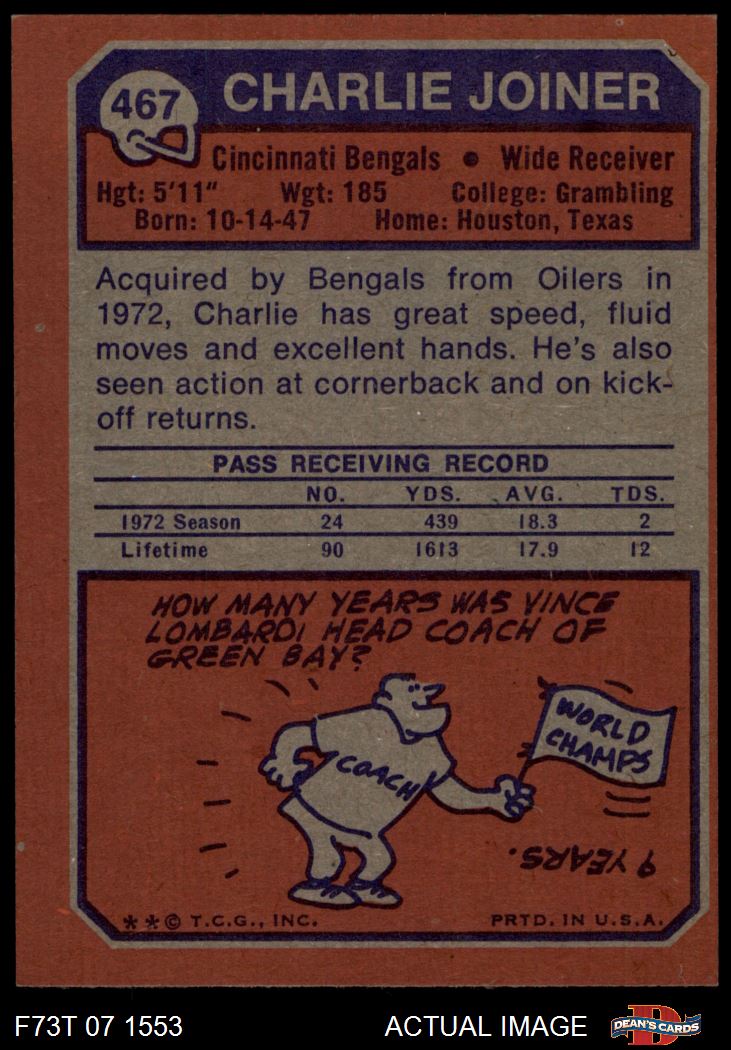 467
CHARLIE JOINER
Cincinnati Bengals • Wide Receiver
Hgt: 5'11" Wgt: 185 College: Grambling
Born: 10-14-47 Home: Houston, Texas
Acquired by Bengals from Oilers in
1972, Charlie has great speed, fluid
moves and excellent hands. He's also
seen action at cornerback and on kick-
off returns.
PASS RECEIVING RECORD
NO. YDS. AVG. TDS.
1972 Season 24 439 18.3 2
Lifetime 90 1613 17.9 12
HOW MANY YEARS WAS VINCE
LOMBARDI HEAD COACH OF
GREEN BAY?
WORLD
CHAMPS
COACH
9 YEARS.
**© T.C.G., INC. PRTD. IN U.S.A.
F73T 07 1553 ACTUAL IMAGE
D
DEAN'S CARDS